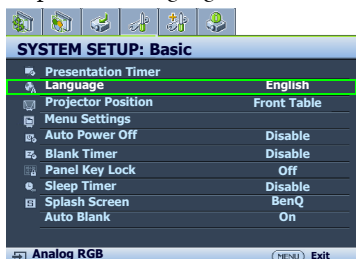 SYSTEM SETUP: Basic
Presentation Timer
Language English
Projector Position Front Table
Menu Settings
Auto Power Off Disable
Blank Timer Disable
Panel Key Lock Off
Sleep Timer Disable
Splash Screen BenQ
Auto Blank On
Analog RGB MENU Exit